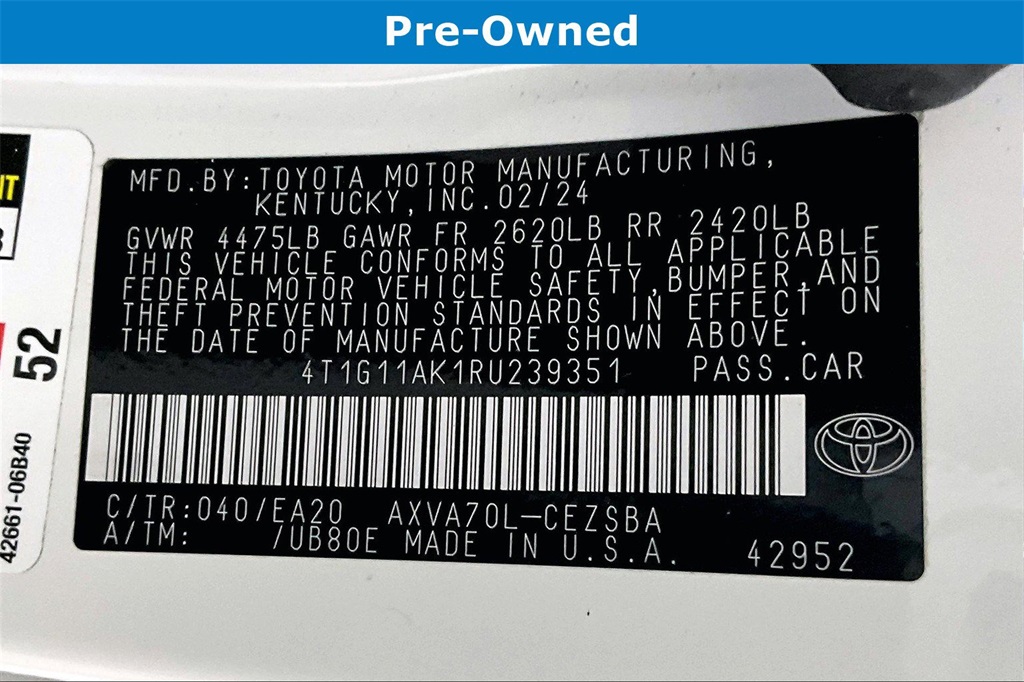 Pre-Owned
MFD.BY:TOYOTA MOTOR MANUFACTURING,
KENTUCKY,INC.02/24
GVWR 4475LB GAWR FR 2620LB RR 2420LB
THIS VEHICLE CONFORMS TO ALL APPLICABLE
FEDERAL MOTOR VEHICLE SAFETY,BUMPER,AND
THEFT PREVENTION STANDARDS IN EFFECT ON
THE DATE OF MANUFACTURE SHOWN ABOVE.
4T1G11AK1RU239351 PASS.CAR
C/TR:040/EA20 AXVA70L-CEZSBA
A/TM: /UB80E MADE IN U.S.A. 42952
52
42661-06B40